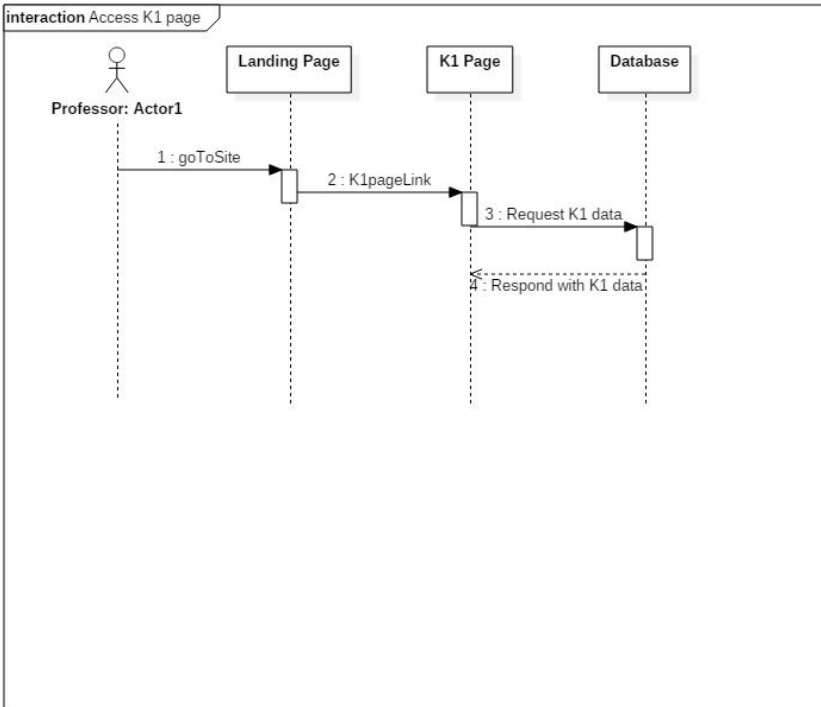 interaction Access K1 page
Landing Page
K1 Page
Database
Professor: Actor1
1 : goToSite
2 : K1pageLink
3 : Request K1 data
4 : Respond with K1 data